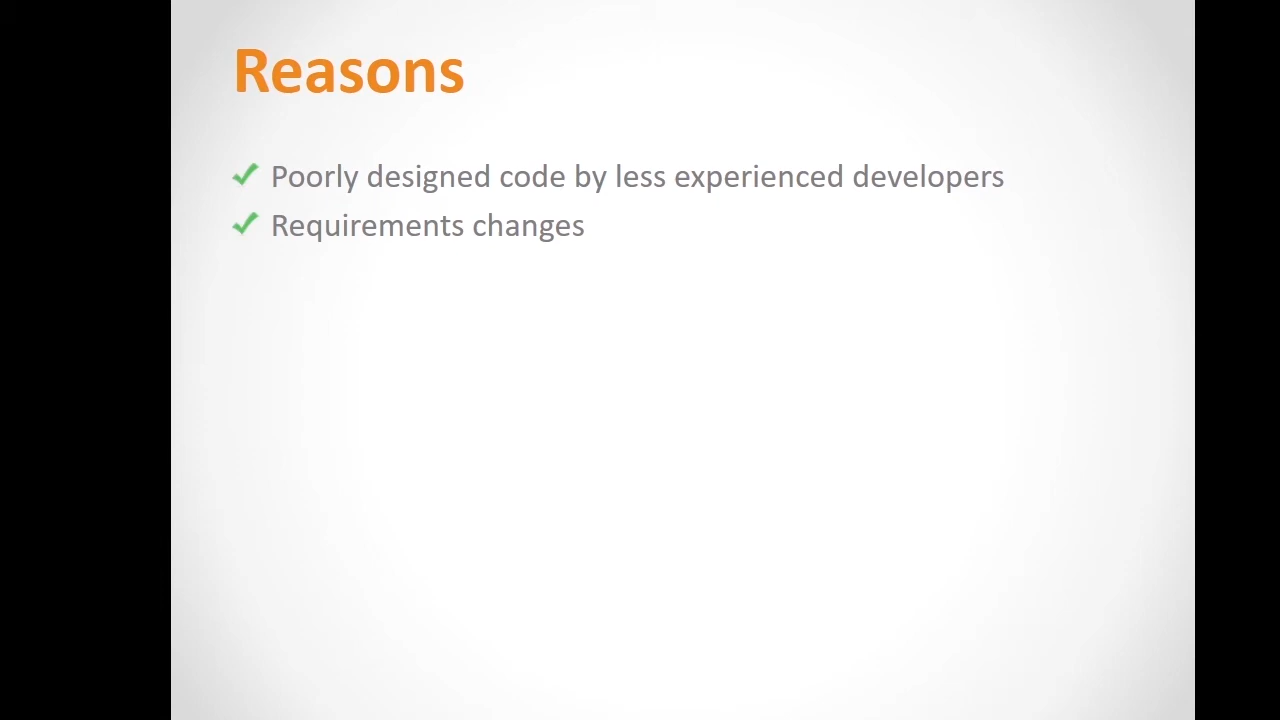 Reasons
Poorly designed code by less experienced developers
Requirements changes